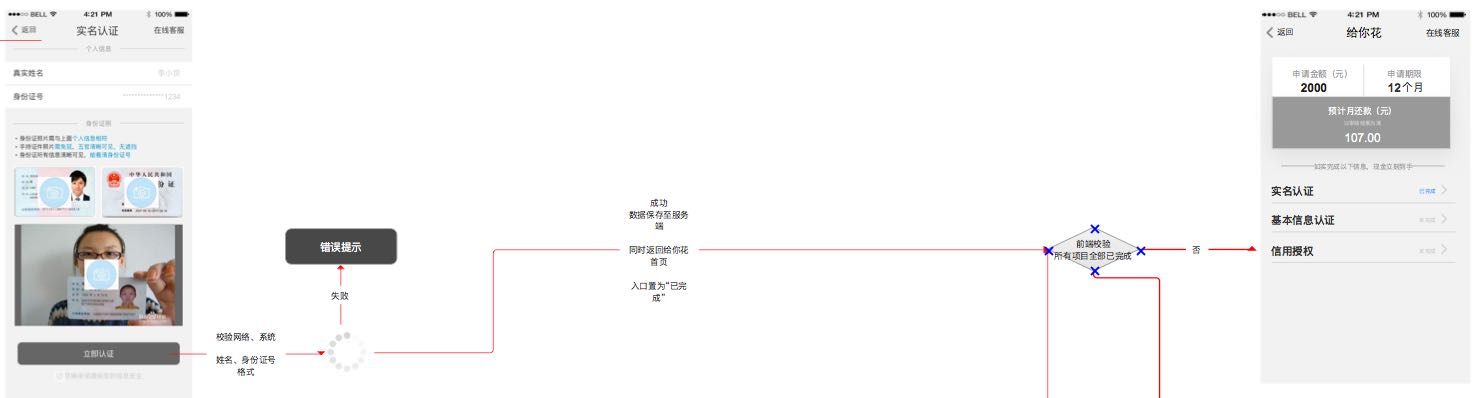 BELL
4:21 PM
100%
返回
实名认证
在线客服
个人信息
真实姓名
李小贤
身份证号
**************1234
身份证照
• 身份证照片需与上面个人信息相符
• 手持证件照片需免冠，五官清晰可见，无遮挡
• 身份证所有信息清晰可见，能看清身份证号
中华人民共和国
立即认证
校验网络、系统
姓名、身份证号
格式
失败
错误提示
成功
数据保存至服务
端
同时返回给你花
首页
入口置为“已完
成”
前端校验
所有项目全部已完成
否
BELL
4:21 PM
100%
返回
给你花
在线客服
申请金额（元）
申请期限
2000
12个月
预计月还款（元）
107.00
如实完成以下信息，现金立刻到手
实名认证
已完成
基本信息认证
未完成
信用授权
未完成